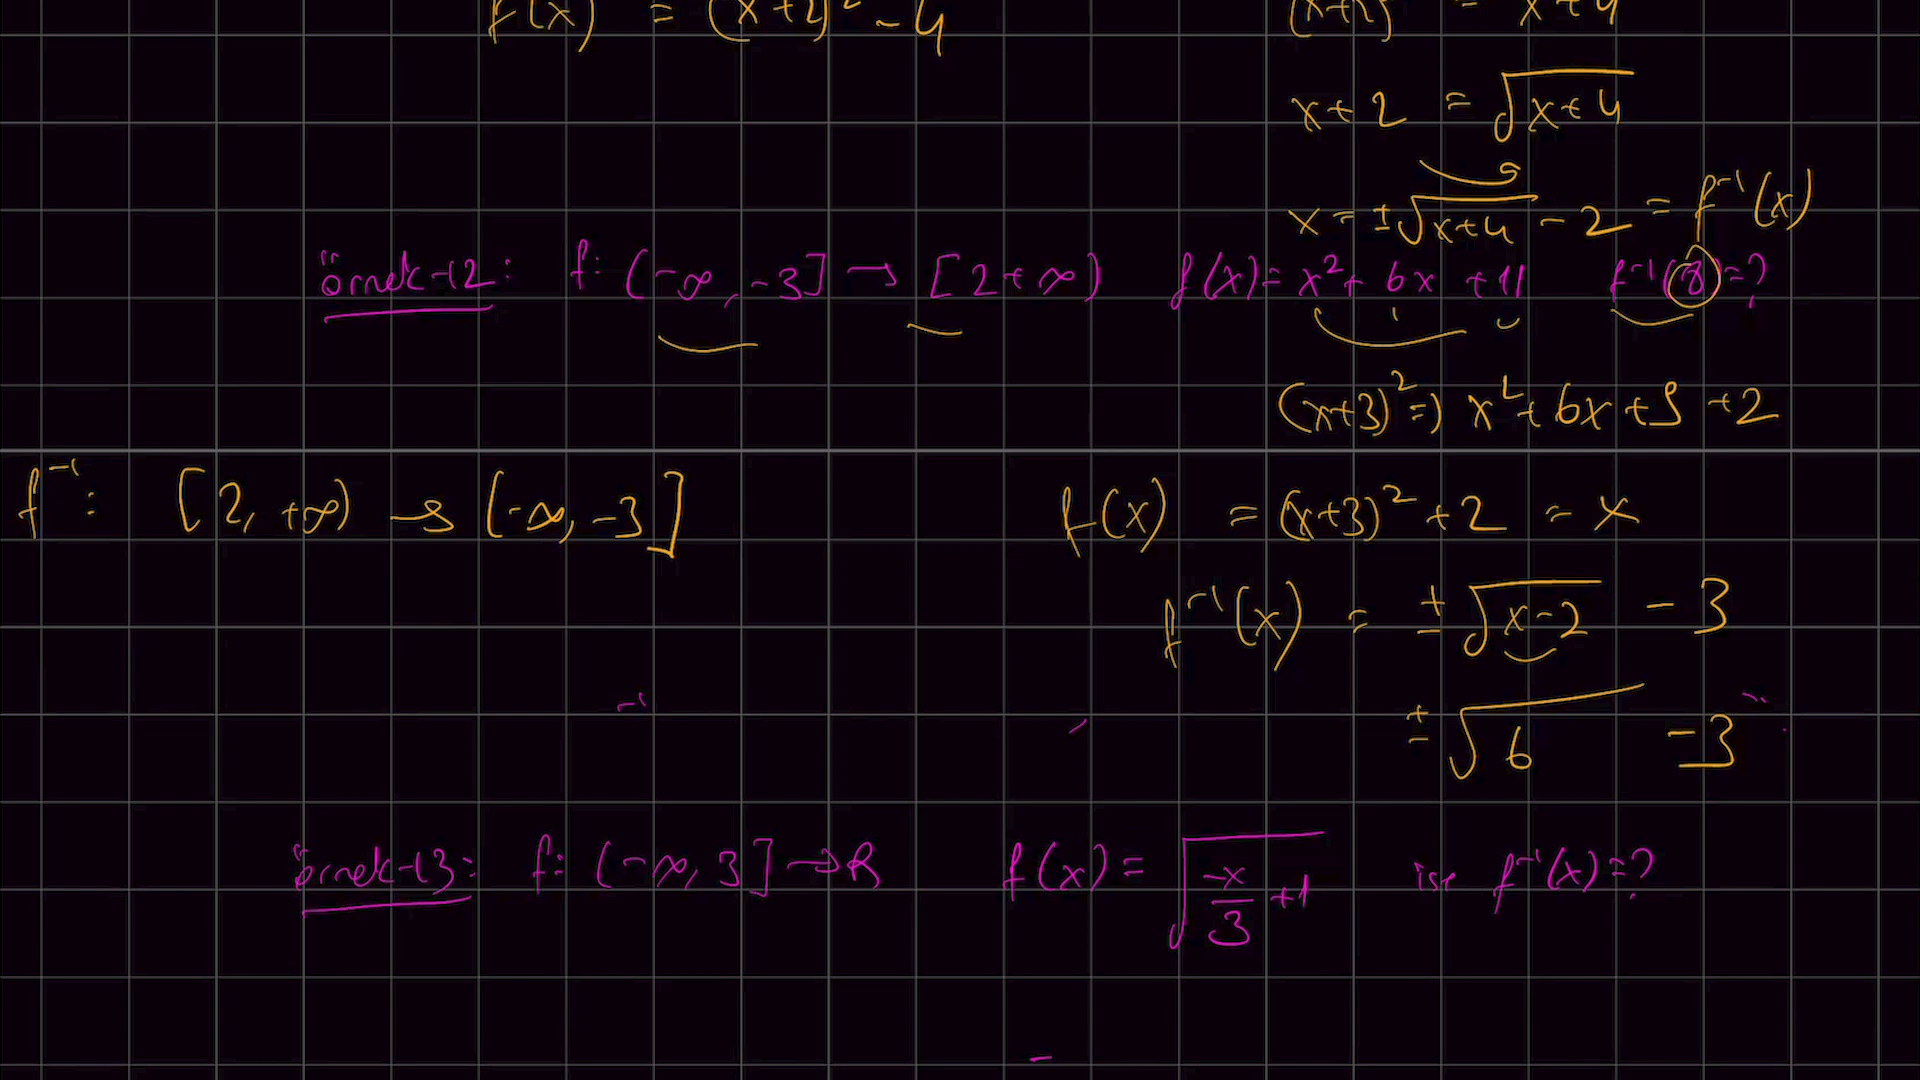 f(x) = (x+2)² - 4
(x+2)² = x+4
x+2 = √x+4
x = ±√x+4 - 2 = f⁻¹(x)
örnek-12: f: (-∞, -3] → [2+∞) f(x) = x² + 6x + 11 f⁻¹(8)=?
(x+3)² => x² + 6x + 9 + 2
f⁻¹: [2, +∞) → (-∞, -3]
f(x) = (x+3)² + 2 = x
f⁻¹(x) = ±√x-2 - 3
±√6 - 3
örnek-13: f: (-∞, 3] → R f(x) = √-x/3 + 1 ise f⁻¹(x)=?